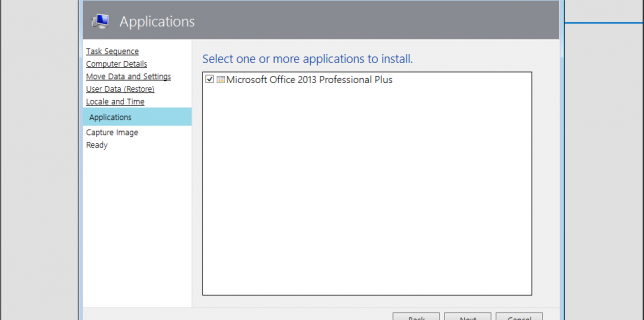 Applications
Task Sequence
Computer Details
Move Data and Settings
User Data (Restore)
Locale and Time
Applications
Capture Image
Ready
Select one or more applications to install.
Microsoft Office 2013 Professional Plus
Back
Next
Cancel